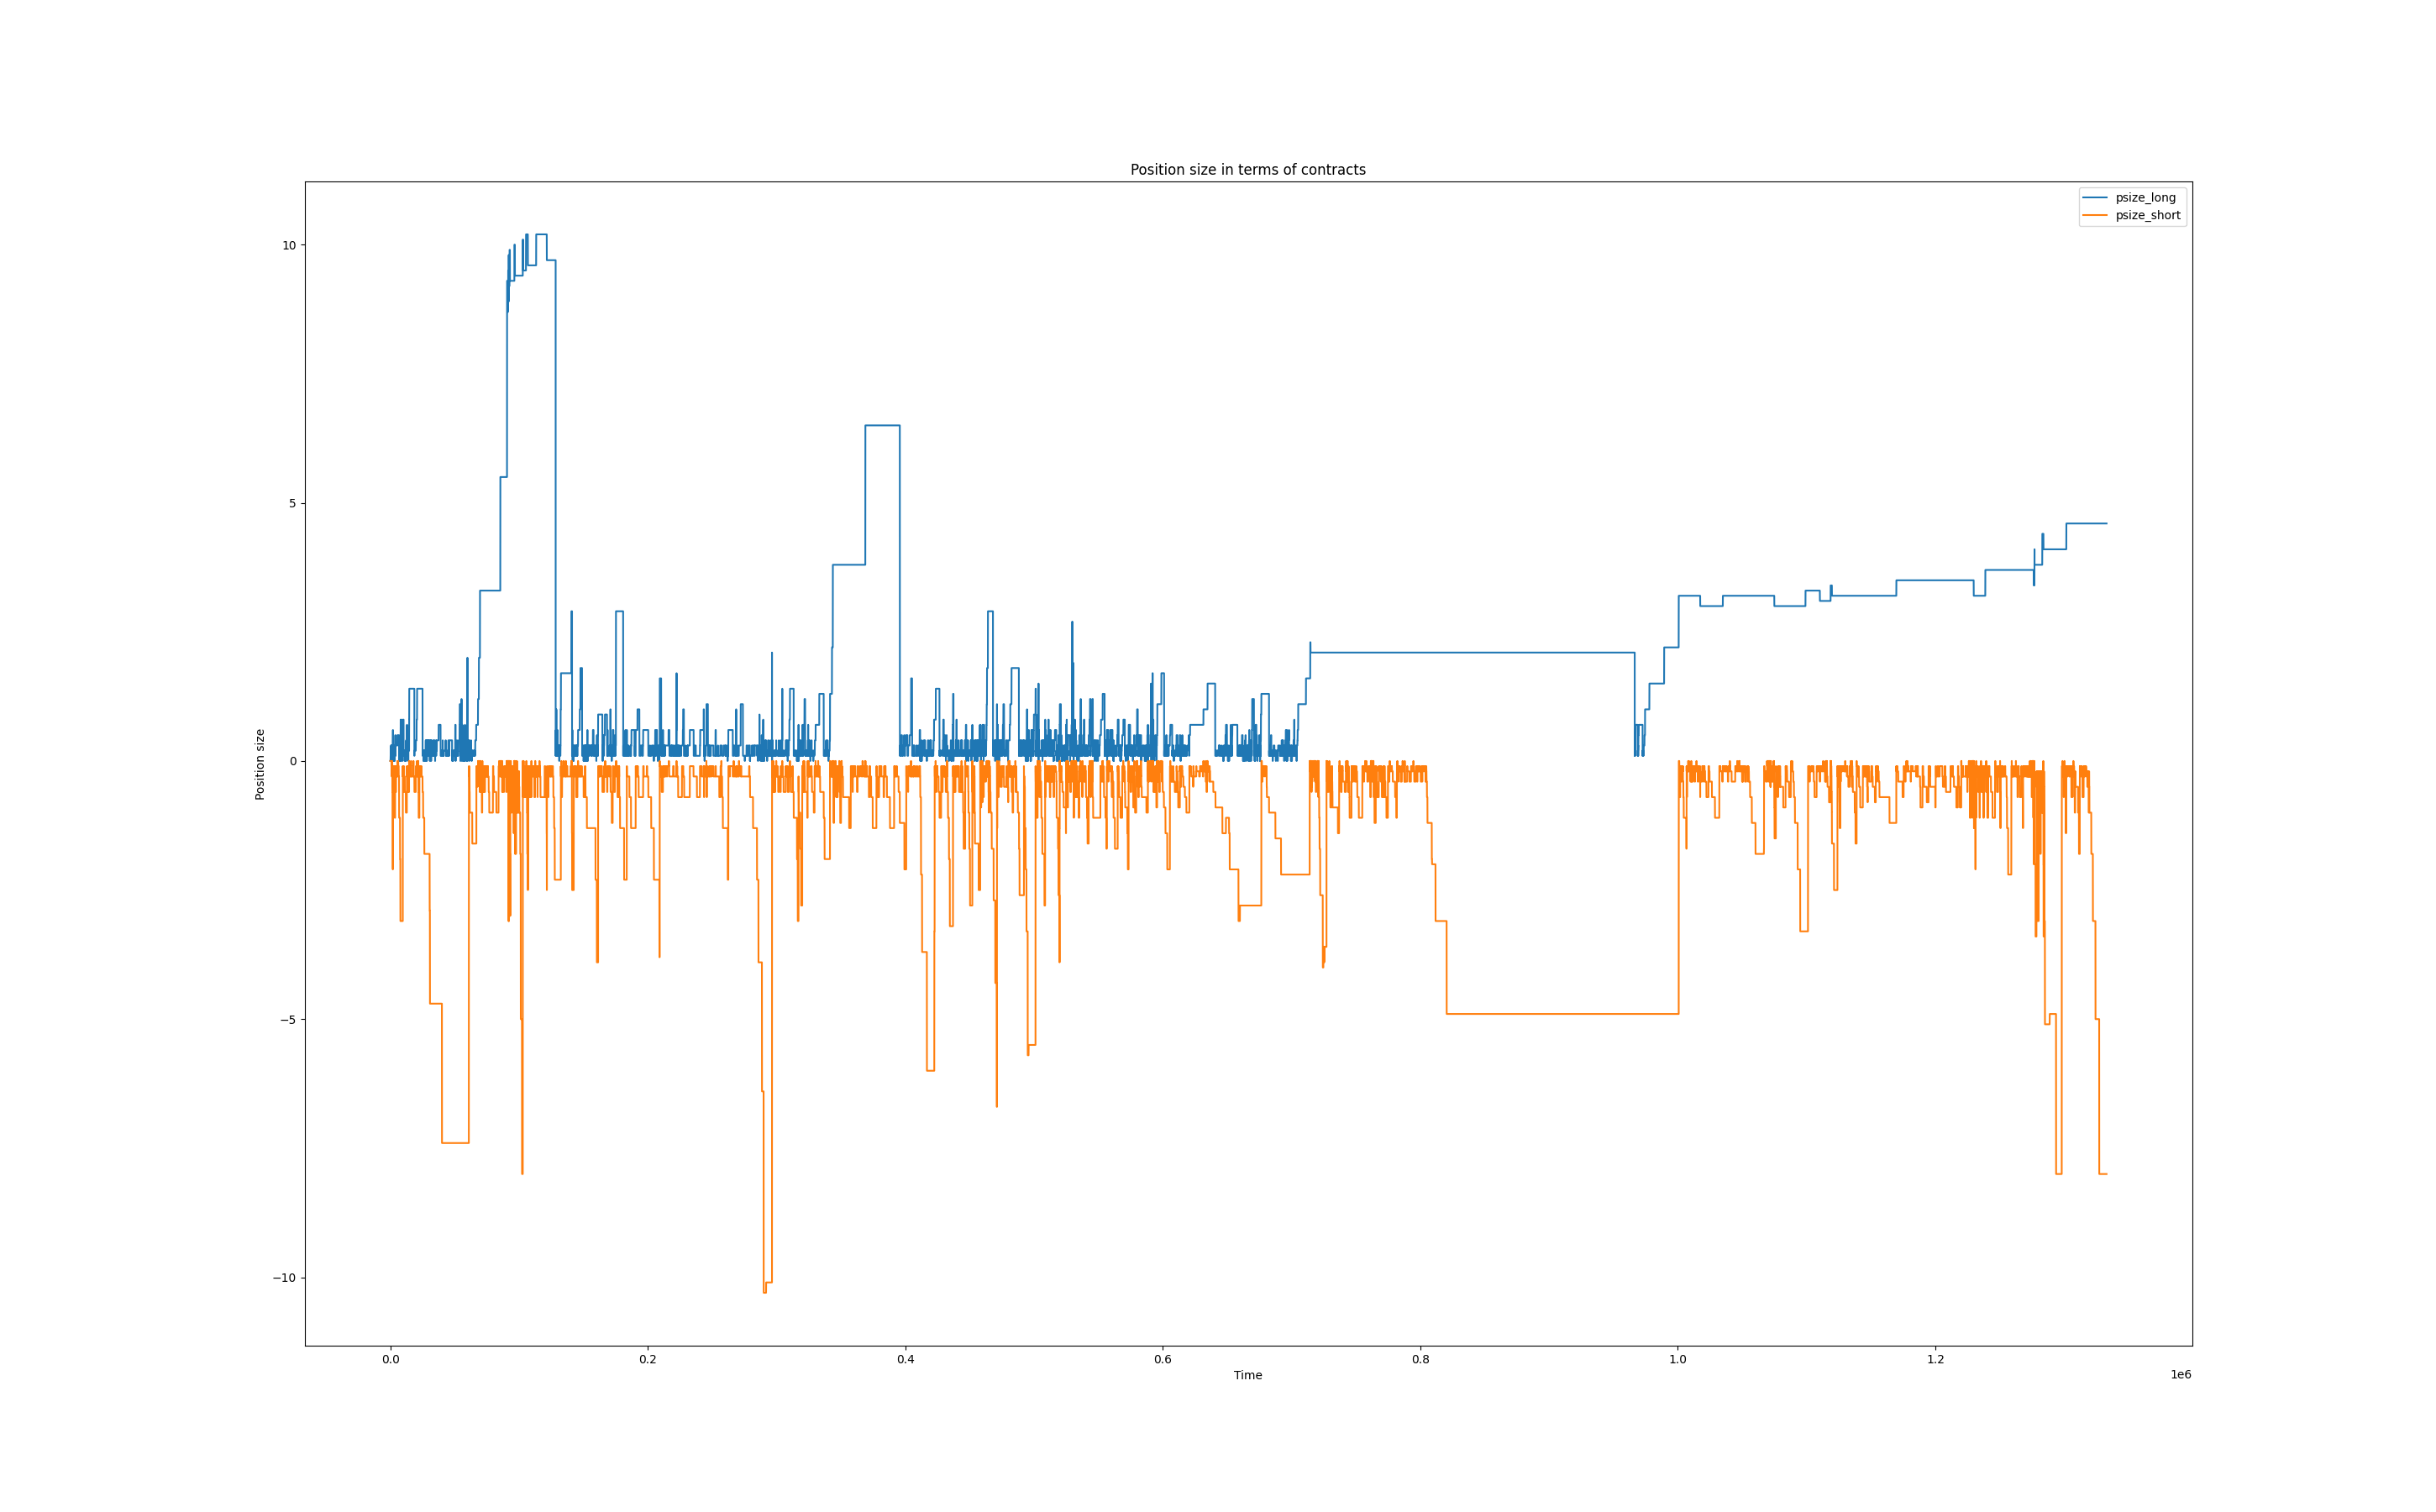 Position size in terms of contracts
psize_long
psize_short
Position size
10
5
0
−5
−10
0.0
0.2
0.4
0.6
0.8
1.0
1.2
1e6
Time